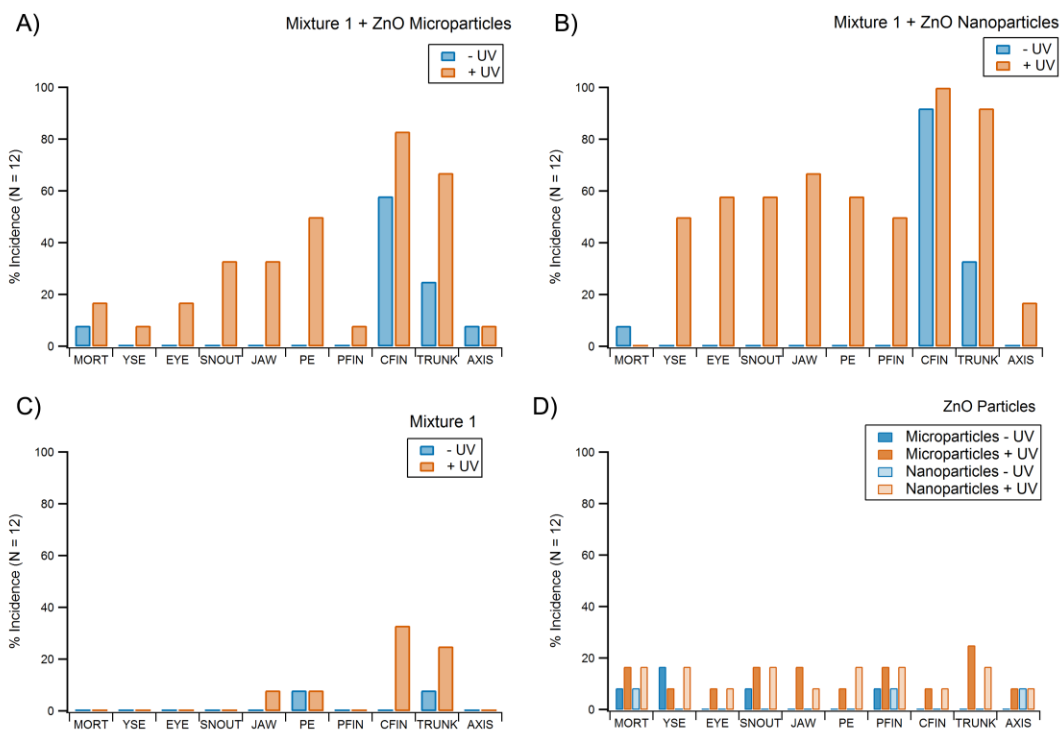 A)
Mixture 1 + ZnO Microparticles
- UV
+ UV
% Incidence (N = 12)
100
80
60
40
20
0
MORT YSE EYE SNOUT JAW PE PFIN CFIN TRUNK AXIS
B)
Mixture 1 + ZnO Nanoparticles
- UV
+ UV
% Incidence (N = 12)
100
80
60
40
20
0
MORT YSE EYE SNOUT JAW PE PFIN CFIN TRUNK AXIS
C)
Mixture 1
- UV
+ UV
% Incidence (N = 12)
100
80
60
40
20
0
MORT YSE EYE SNOUT JAW PE PFIN CFIN TRUNK AXIS
D)
ZnO Particles
Microparticles - UV
Microparticles + UV
Nanoparticles - UV
Nanoparticles + UV
% Incidence (N = 12)
100
80
60
40
20
0
MORT YSE EYE SNOUT JAW PE PFIN CFIN TRUNK AXIS